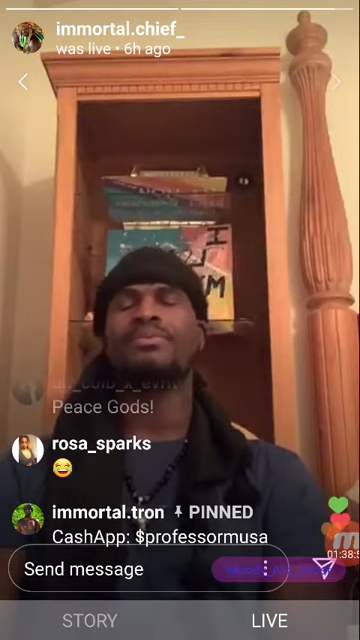 immortal.chief_
was live • 6h ago
Peace Gods!
rosa_sparks
😂
immortal.tron PINNED
CashApp: $professormusa
Send message
01:38:5
STORY
LIVE